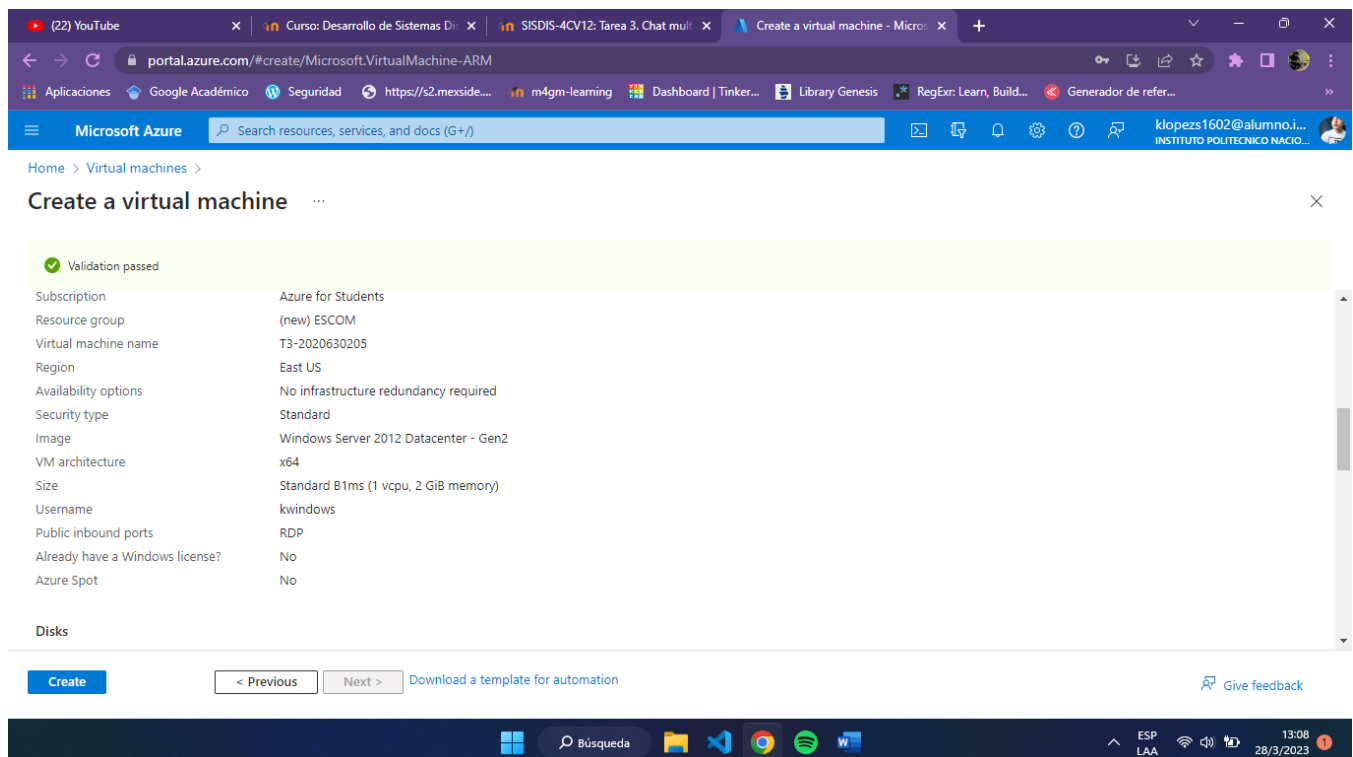 (22) YouTube
Curso: Desarrollo de Sistemas Di
SISDIS-4CV12: Tarea 3. Chat mult
Create a virtual machine - Micros
portal.azure.com/#create/Microsoft.VirtualMachine-ARM
Aplicaciones Google Académico Seguridad https://s2.mexside.... m4gm-learning Dashboard | Tinker... Library Genesis RegExr: Learn, Build... Generador de refer... »
Microsoft Azure
Search resources, services, and docs (G+/)
klopezs1602@alumno.i...
INSTITUTO POLITECNICO NACIO...
Home > Virtual machines >
Create a virtual machine ...
Validation passed
Subscription Azure for Students
Resource group (new) ESCOM
Virtual machine name T3-2020630205
Region East US
Availability options No infrastructure redundancy required
Security type Standard
Image Windows Server 2012 Datacenter - Gen2
VM architecture x64
Size Standard B1ms (1 vcpu, 2 GiB memory)
Username kwindows
Public inbound ports RDP
Already have a Windows license? No
Azure Spot No
Disks
Create < Previous Next > Download a template for automation
Give feedback
Búsqueda
ESP
LAA
13:08
28/3/2023
1